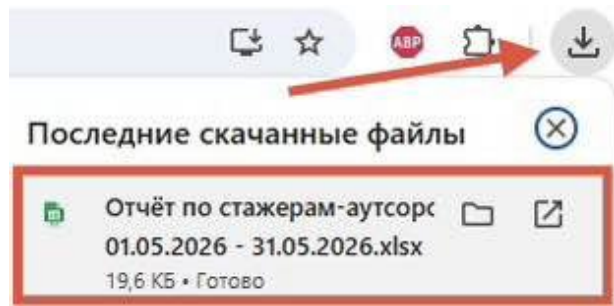 ABP
Последние скачанные файлы
Отчёт по стажерам-аутсорс
01.05.2026 - 31.05.2026.xlsx
19,6 КБ • Готово